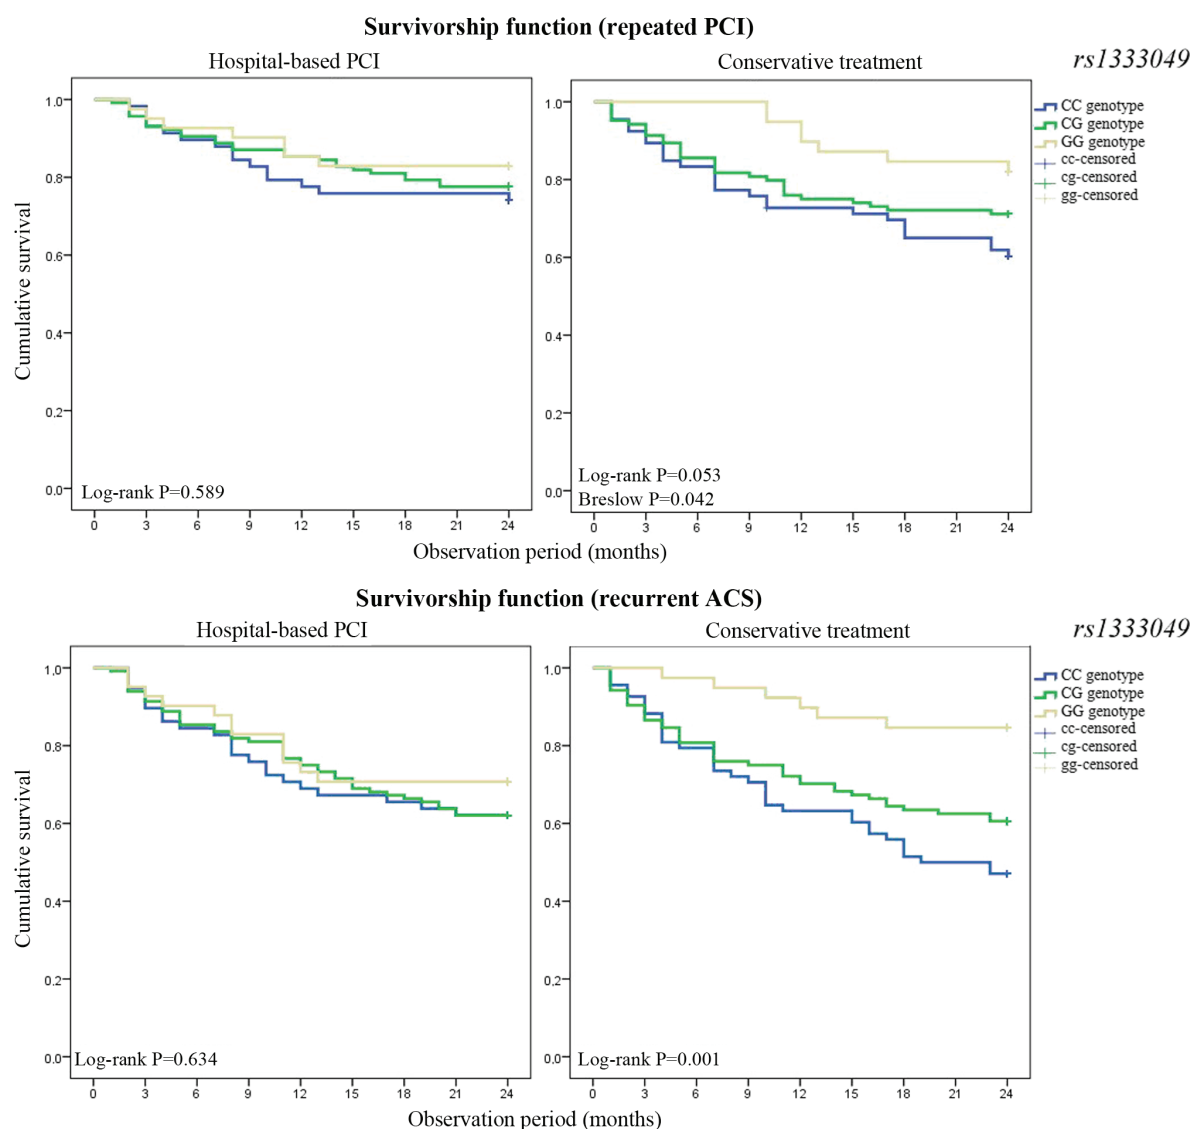 Survivorship function (repeated PCI)
Hospital-based PCI
Conservative treatment
rs1333049
Cumulative survival
1.0
0.8
0.6
0.4
0.2
0.0
Log-rank P=0.589
0 3 6 9 12 15 18 21 24
1.0
0.8
0.6
0.4
0.2
0.0
Log-rank P=0.053
Breslow P=0.042
0 3 6 9 12 15 18 21 24
CC genotype
CG genotype
GG genotype
cc-censored
cg-censored
gg-censored
Observation period (months)
Survivorship function (recurrent ACS)
Hospital-based PCI
Conservative treatment
rs1333049
Cumulative survival
1.0
0.8
0.6
0.4
0.2
0.0
Log-rank P=0.634
0 3 6 9 12 15 18 21 24
1.0
0.8
0.6
0.4
0.2
0.0
Log-rank P=0.001
0 3 6 9 12 15 18 21 24
CC genotype
CG genotype
GG genotype
cc-censored
cg-censored
gg-censored
Observation period (months)